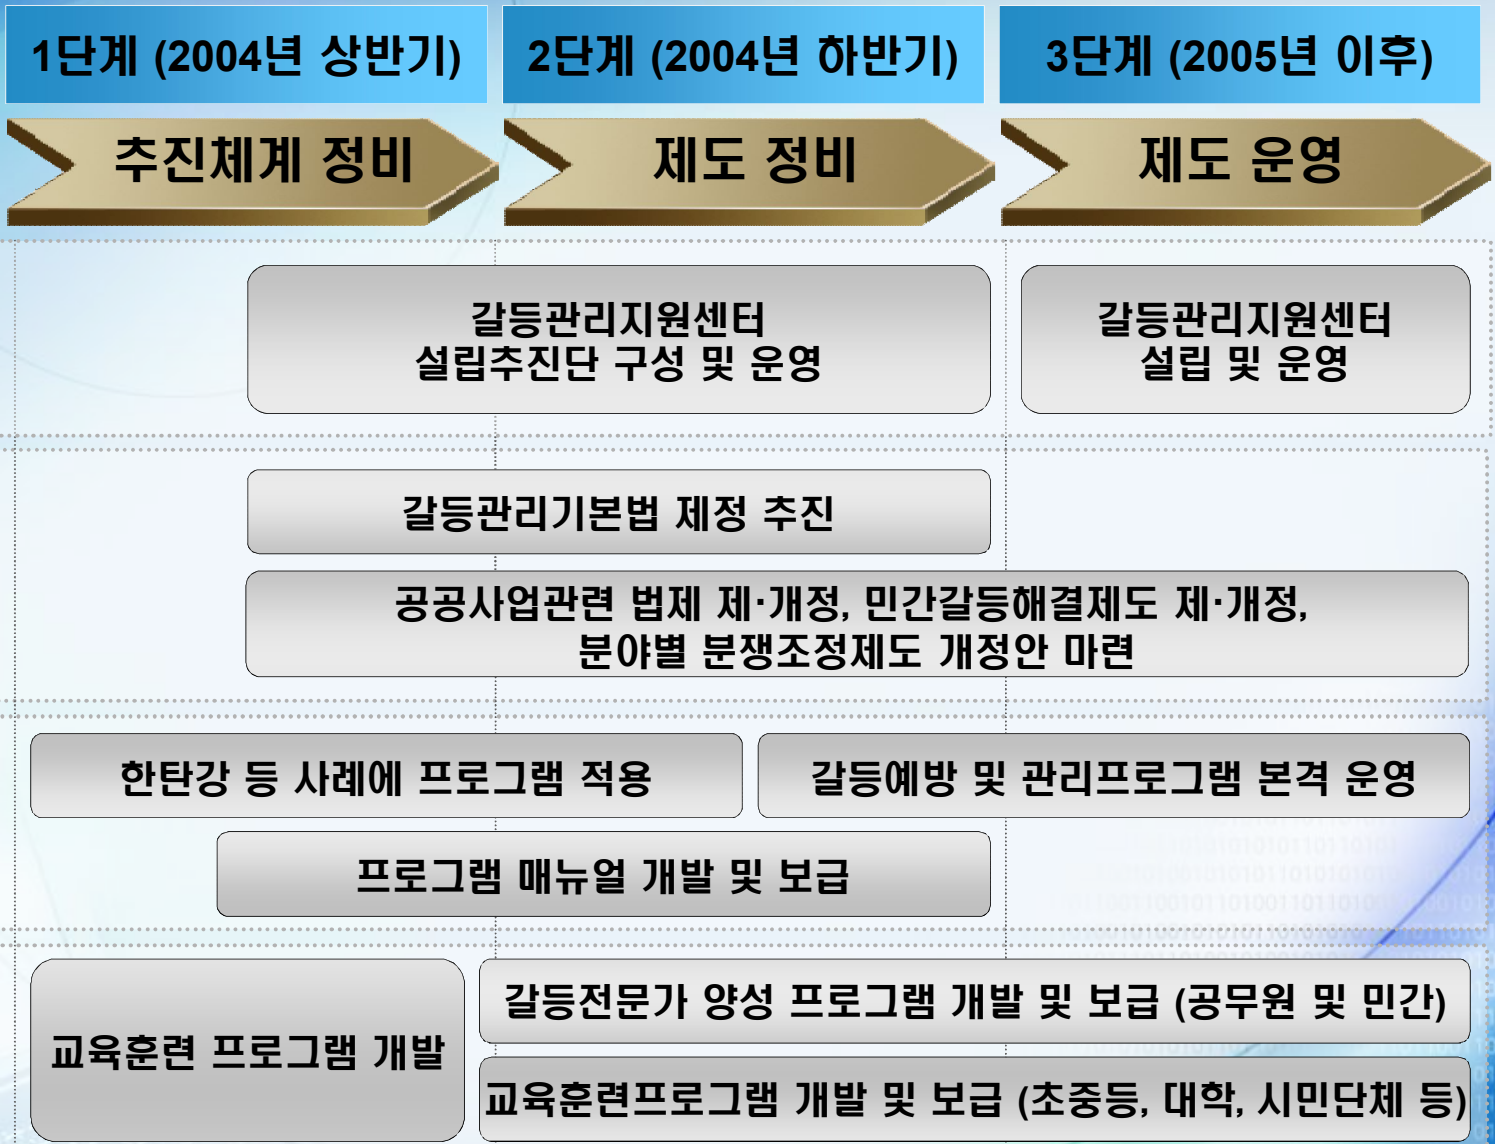 1단계 (2004년 상반기)
2단계 (2004년 하반기)
3단계 (2005년 이후)
추진체계 정비
제도 정비
제도 운영
갈등관리지원센터
설립추진단 구성 및 운영
갈등관리지원센터
설립 및 운영
갈등관리기본법 제정 추진
공공사업관련 법제 제·개정, 민간갈등해결제도 제·개정,
분야별 분쟁조정제도 개정안 마련
한탄강 등 사례에 프로그램 적용
갈등예방 및 관리프로그램 본격 운영
프로그램 매뉴얼 개발 및 보급
교육훈련 프로그램 개발
갈등전문가 양성 프로그램 개발 및 보급 (공무원 및 민간)
교육훈련프로그램 개발 및 보급 (초중등, 대학, 시민단체 등)